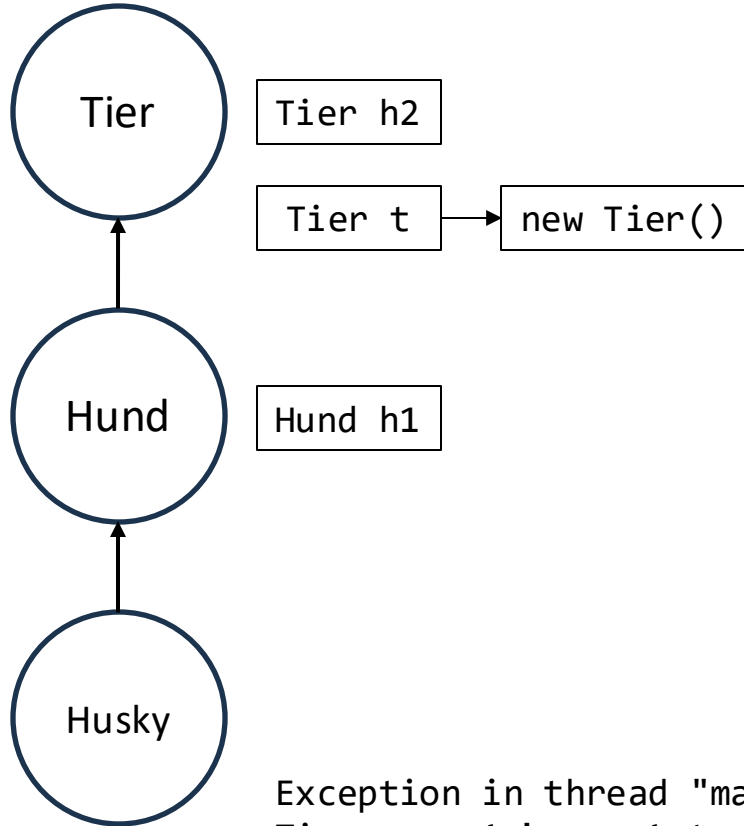 Tier
Tier h2
Tier t
new Tier()
Hund
Hund h1
Husky
Exception in thread